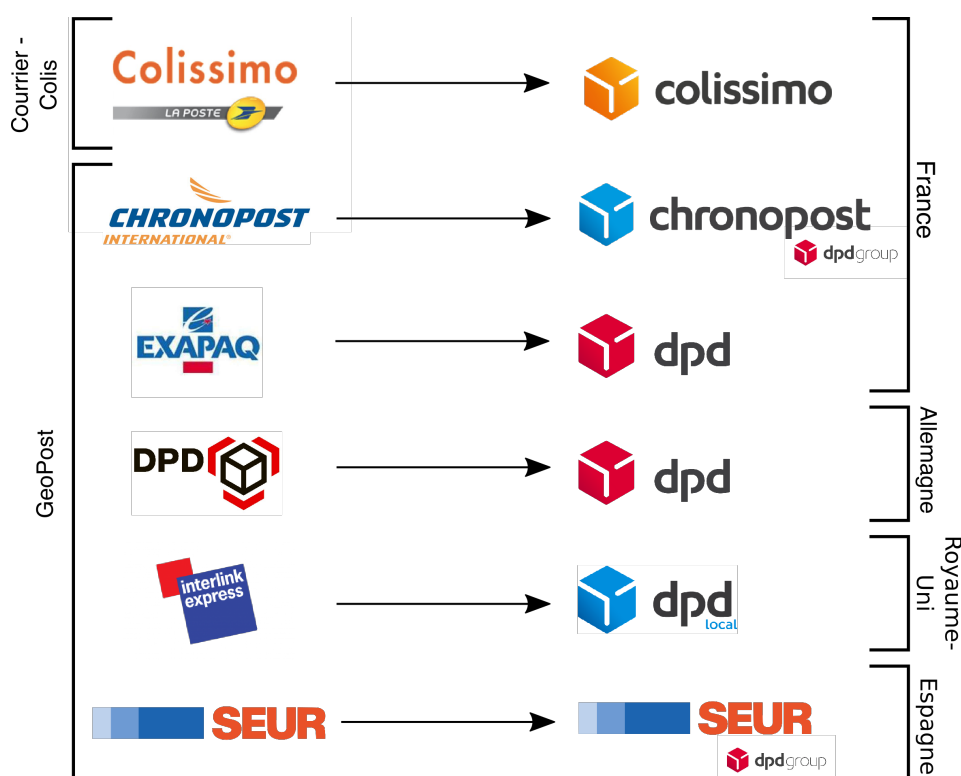 Courrier -
Colis
Colissimo
LA POSTE
colissimo
CHRONOPOST
INTERNATIONAL®
chronopost
dpdgroup
France
EXAPAQ
dpd
GeoPost
DPD
dpd
Allemagne
interlink
express
dpd
local
Royaume-
Uni
SEUR
SEUR
dpdgroup
Espagne